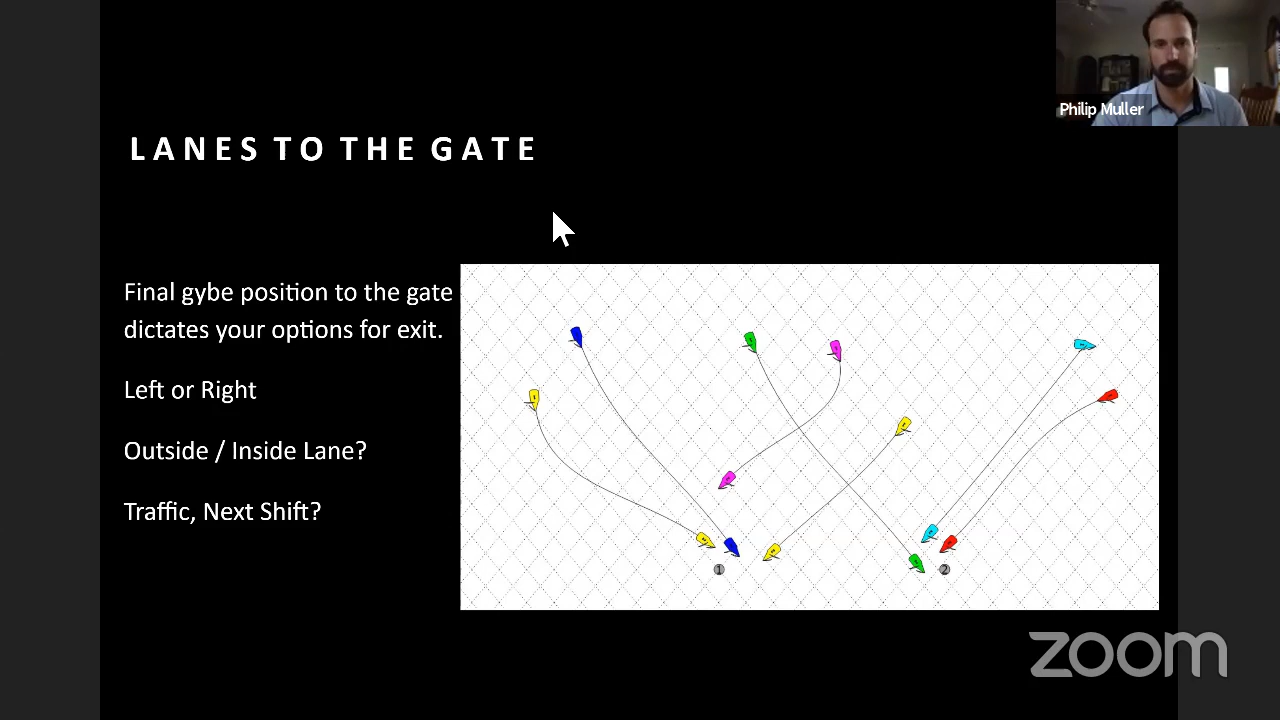 Philip Muller
LANES TO THE GATE
Final gybe position to the gate
dictates your options for exit.
Left or Right
Outside / Inside Lane?
Traffic, Next Shift?
1
2
zoom